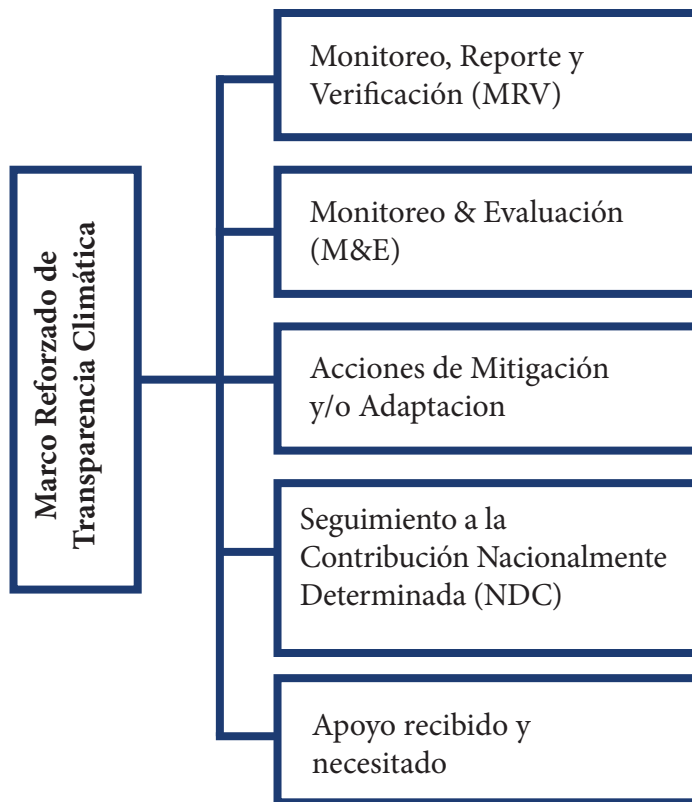 Marco Reforzado de
Transparencia Climática
Monitoreo, Reporte y
Verificación (MRV)
Monitoreo & Evaluación
(M&E)
Acciones de Mitigación
y/o Adaptacion
Seguimiento a la
Contribución Nacionalmente
Determinada (NDC)
Apoyo recibido y
necesitado